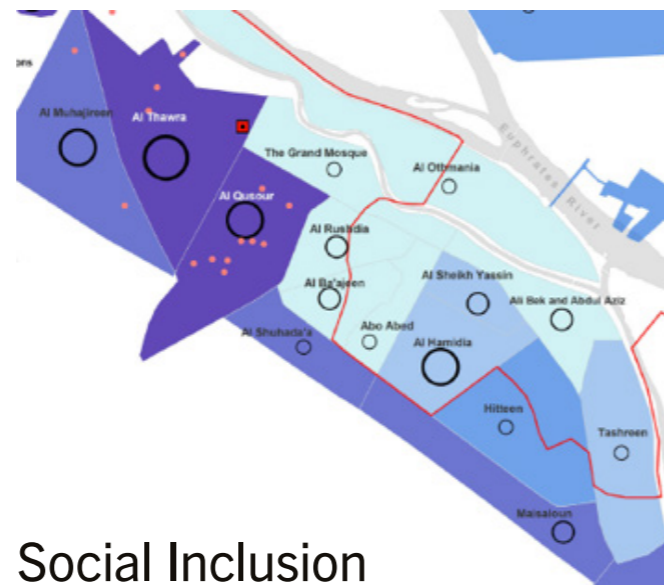 ons
Al Muhajireen
Al Thawra
The Grand Mosque
Al Othmania
Euphrates River
Al Qusour
Al Rushdia
Al Ba'ajeen
Al Sheikh Yassin
Ali Bek and Abdul Aziz
Al Shuhada'a
Abo Abed
Al Hamidia
Hitteen
Tashreen
Maisaloun
Social Inclusion